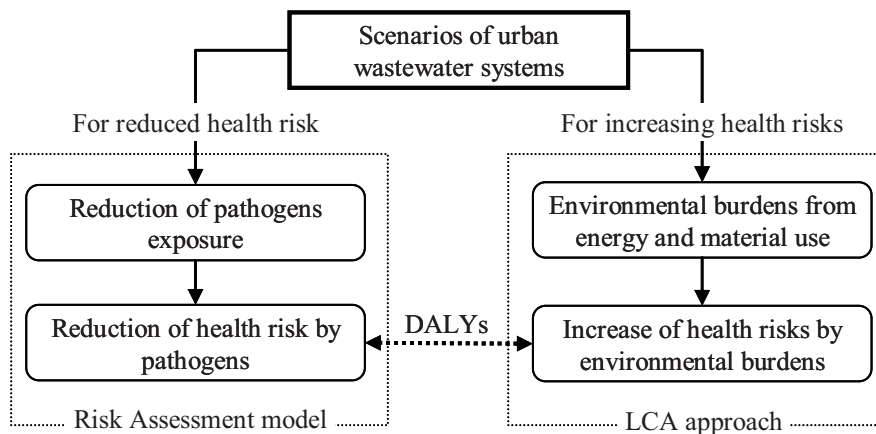 Scenarios of urban
wastewater systems
For reduced health risk
For increasing health risks
Reduction of pathogens
exposure
Environmental burdens from
energy and material use
Reduction of health risk by
pathogens
DALYs
Increase of health risks by
environmental burdens
Risk Assessment model
LCA approach